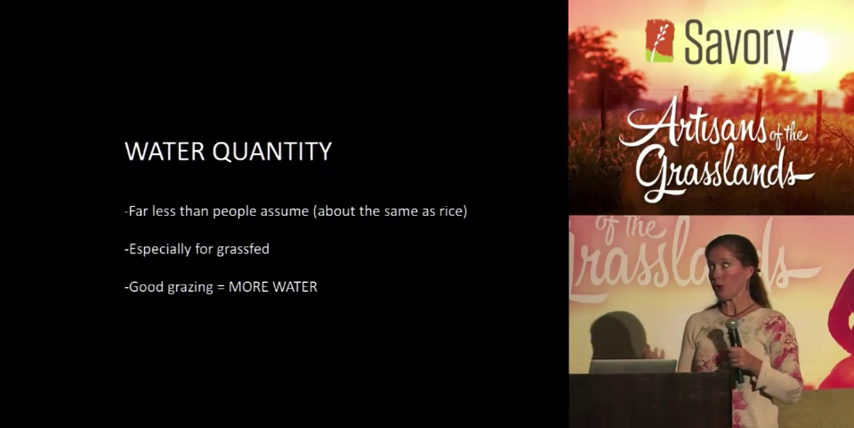 WATER QUANTITY
-Far less than people assume (about the same as rice)
-Especially for grassfed
-Good grazing = MORE WATER
Savory
Artisans of the
Grasslands
of the
rasslands